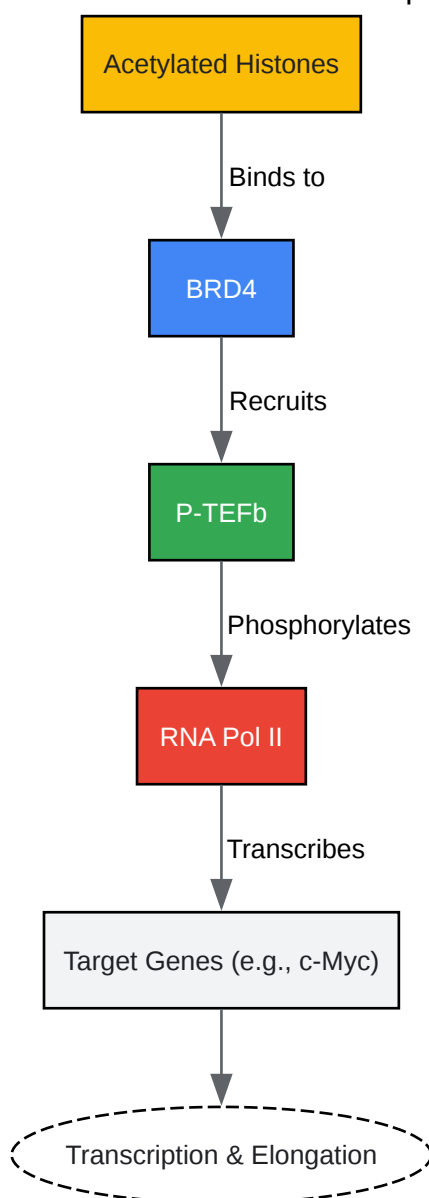 Acetylated Histones
Binds to
BRD4
Recruits
P-TEFb
Phosphorylates
RNA Pol II
Transcribes
Target Genes (e.g., c-Myc)
Transcription & Elongation